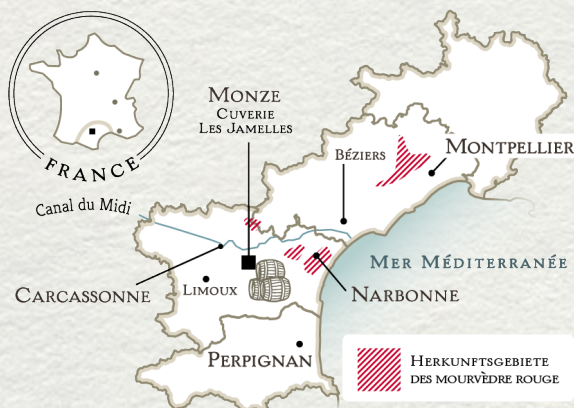 FRANCE
MONZE
CUVERIE
LES JAMELLES
BÉZIERS
MONTPELLIER
Canal du Midi
MER MÉDITERRANÉE
CARCASSONNE
LIMOUX
NARBONNE
PERPIGNAN
HERKUNFTSGEBIETE
DES MOURVÈDRE ROUGE